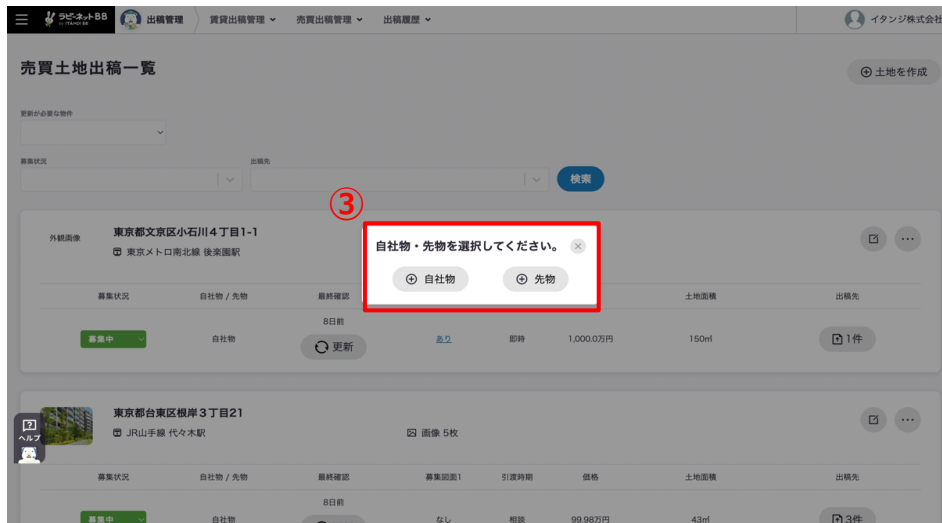 ラビーネットBB
by ITANDI BB
出稿管理
賃貸出稿管理
売買出稿管理
出稿履歴
イタンジ株式会社
売買土地出稿一覧
土地を作成
更新が必要な物件
募集状況
出稿先
検索
③
自社物・先物を選択してください。
自社物
先物
外観画像
東京都文京区小石川4丁目1-1
東京メトロ南北線 後楽園駅
募集状況 自社物 / 先物 最終確認 土地面積 出稿先
8日前
募集中 自社物 更新 あり 即時 1,000.0万円 150㎡ 1件
東京都台東区根岸3丁目21
JR山手線 代々木駅 画像 5枚
?
ヘルプ
募集状況 自社物 / 先物 最終確認 募集図面1 引渡時期 価格 土地面積 出稿先
8日前
募集中 自社物 なし 相談 99.98万円 43㎡ 3件